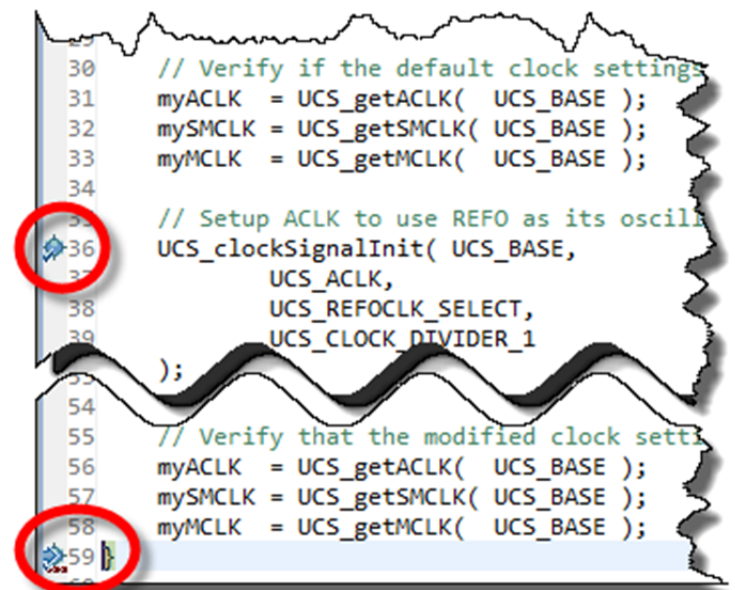 29
30 // Verify if the default clock settings
31 myACLK = UCS_getACLK( UCS_BASE );
32 mySMCLK = UCS_getSMCLK( UCS_BASE );
33 myMCLK = UCS_getMCLK( UCS_BASE );
34
35 // Setup ACLK to use REFO as its oscill
36 UCS_clockSignalInit( UCS_BASE,
37 UCS_ACLK,
38 UCS_REFOCLK_SELECT,
39 UCS_CLOCK_DIVIDER_1
);
54
55 // Verify that the modified clock setti
56 myACLK = UCS_getACLK( UCS_BASE );
57 mySMCLK = UCS_getSMCLK( UCS_BASE );
58 myMCLK = UCS_getMCLK( UCS_BASE );
59 }